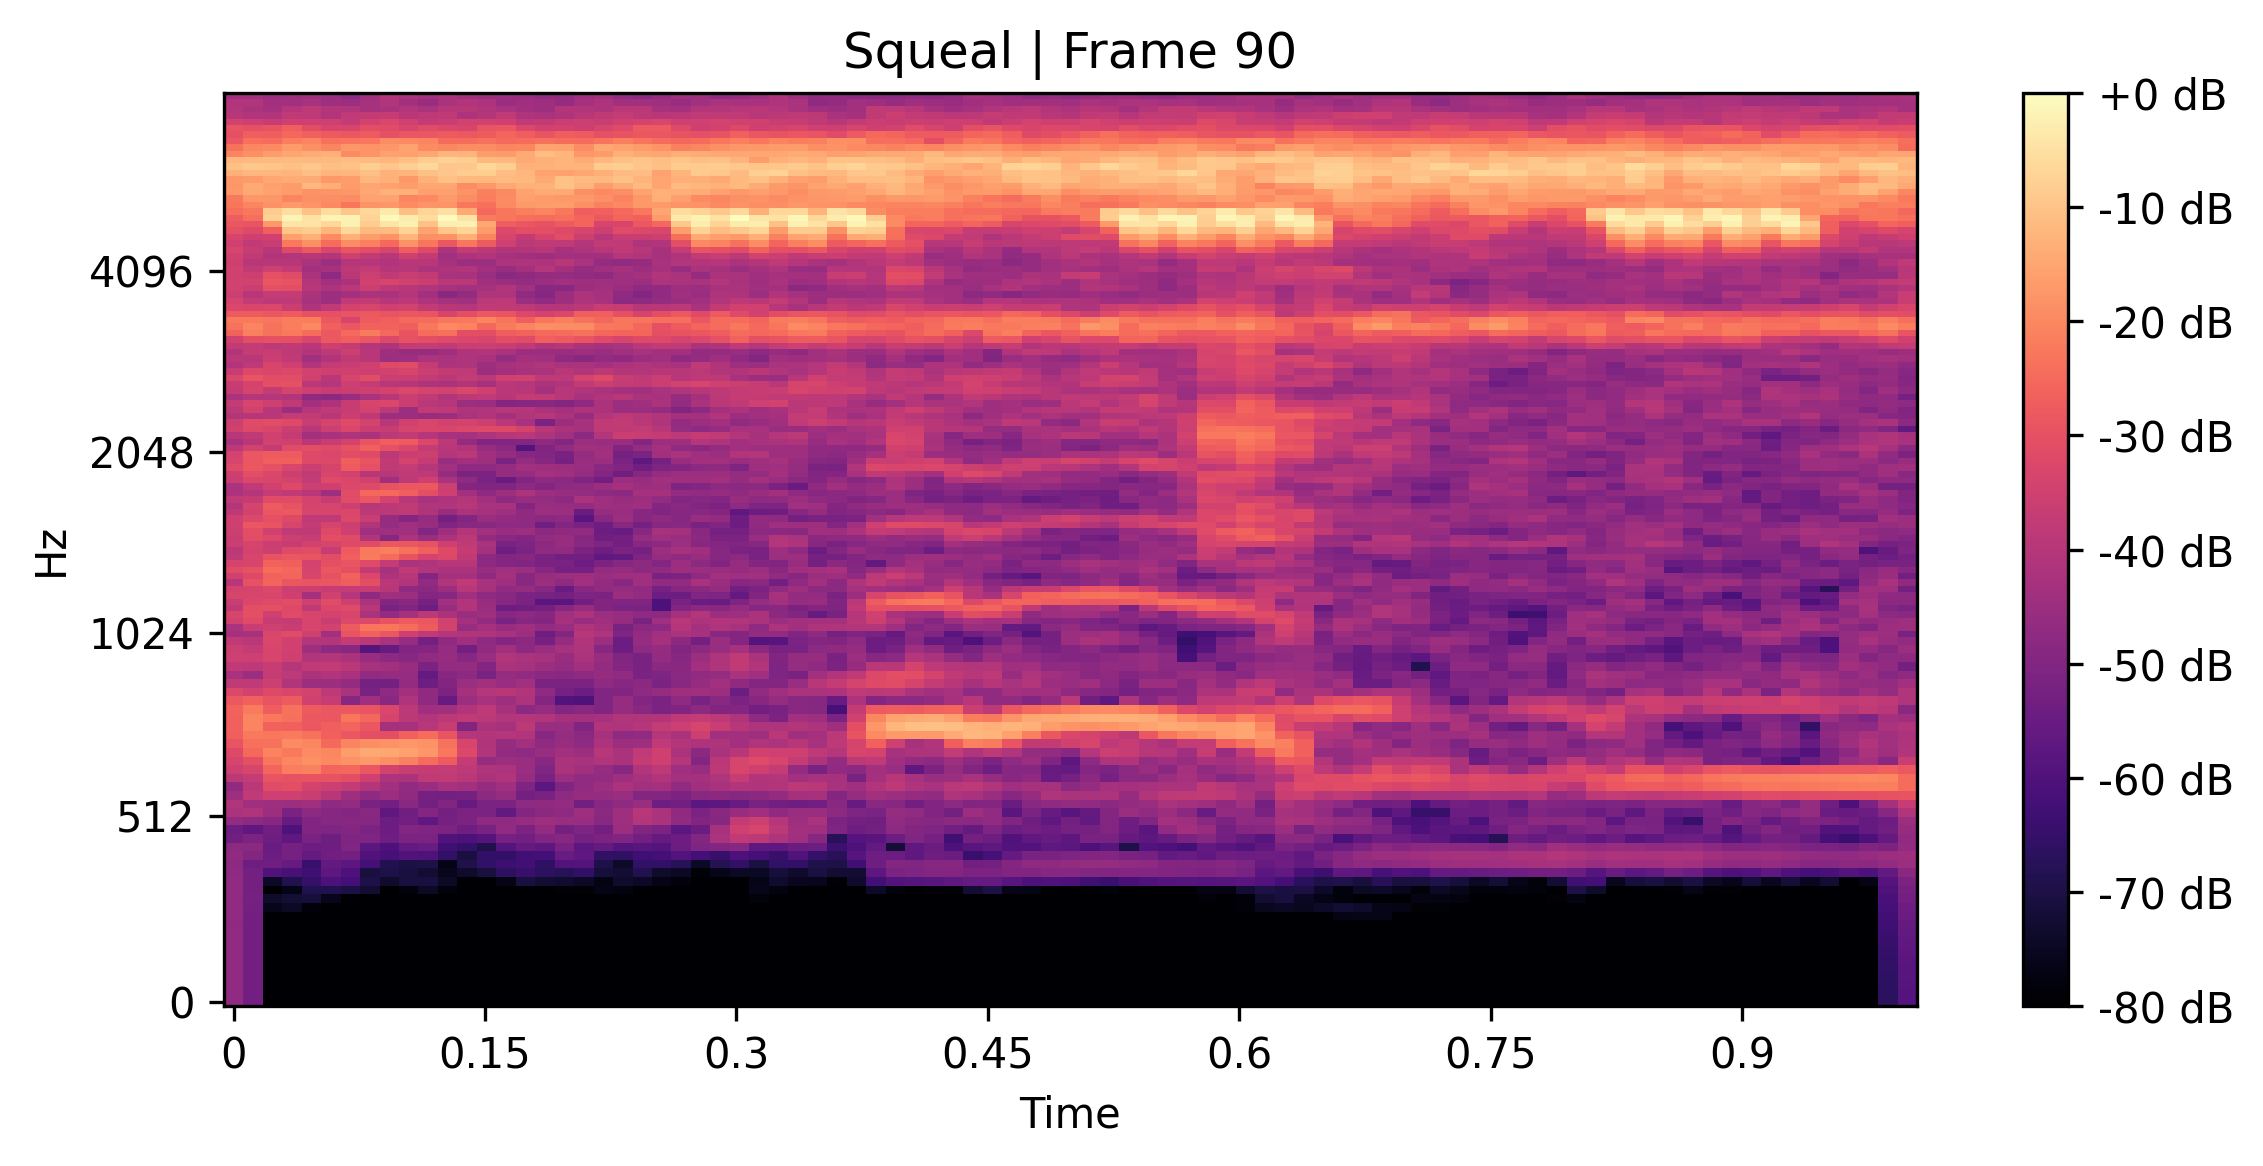 Squeal | Frame 90
Hz
4096
2048
1024
512
0
0 0.15 0.3 0.45 0.6 0.75 0.9
Time
+0 dB
-10 dB
-20 dB
-30 dB
-40 dB
-50 dB
-60 dB
-70 dB
-80 dB